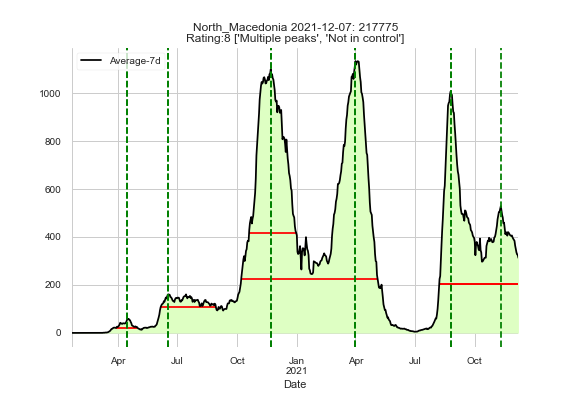 North_Macedonia 2021-12-07: 217775
Rating:8 ['Multiple peaks', 'Not in control']
Average-7d
1000
800
600
400
200
0
Apr Jul Oct Jan Apr Jul Oct
2021
Date